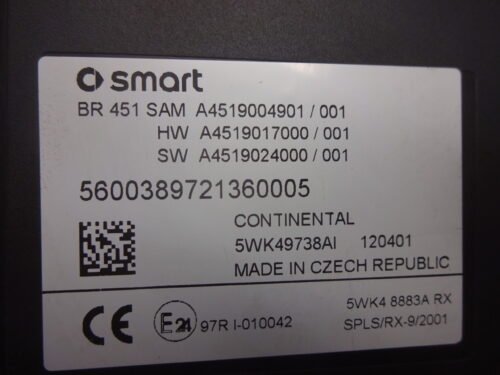 smart
BR 451 SAM A4519004901 / 001
HW A4519017000 / 001
SW A4519024000 / 001
5600389721360005
CONTINENTAL
5WK49738AI 120401
MADE IN CZECH REPUBLIC
CE E24 97R I-010042
5WK4 8883A RX
SPLS/RX-9/2001